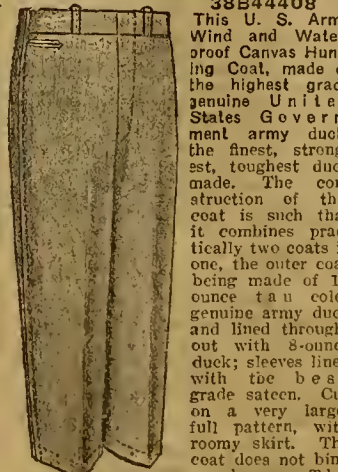 38B44408
This U. S. Arm
Wind and Wate
proof Canvas Hun
ing Coat, made
the highest grad
genuine Unite
States Govern
ment army duck
the finest, strong
est, toughest duc
made. The con
struction of th
coat is such tha
it combines prac
tically two coats i
one, the outer coa
being made of 1
ounce tau colo
genuine army duc
and lined through
out with 8-ounc
duck; sleeves line
with the bes
grade sateen. Cu
on a very large
full pattern, wit
roomy skirt. Th
coat does not bin